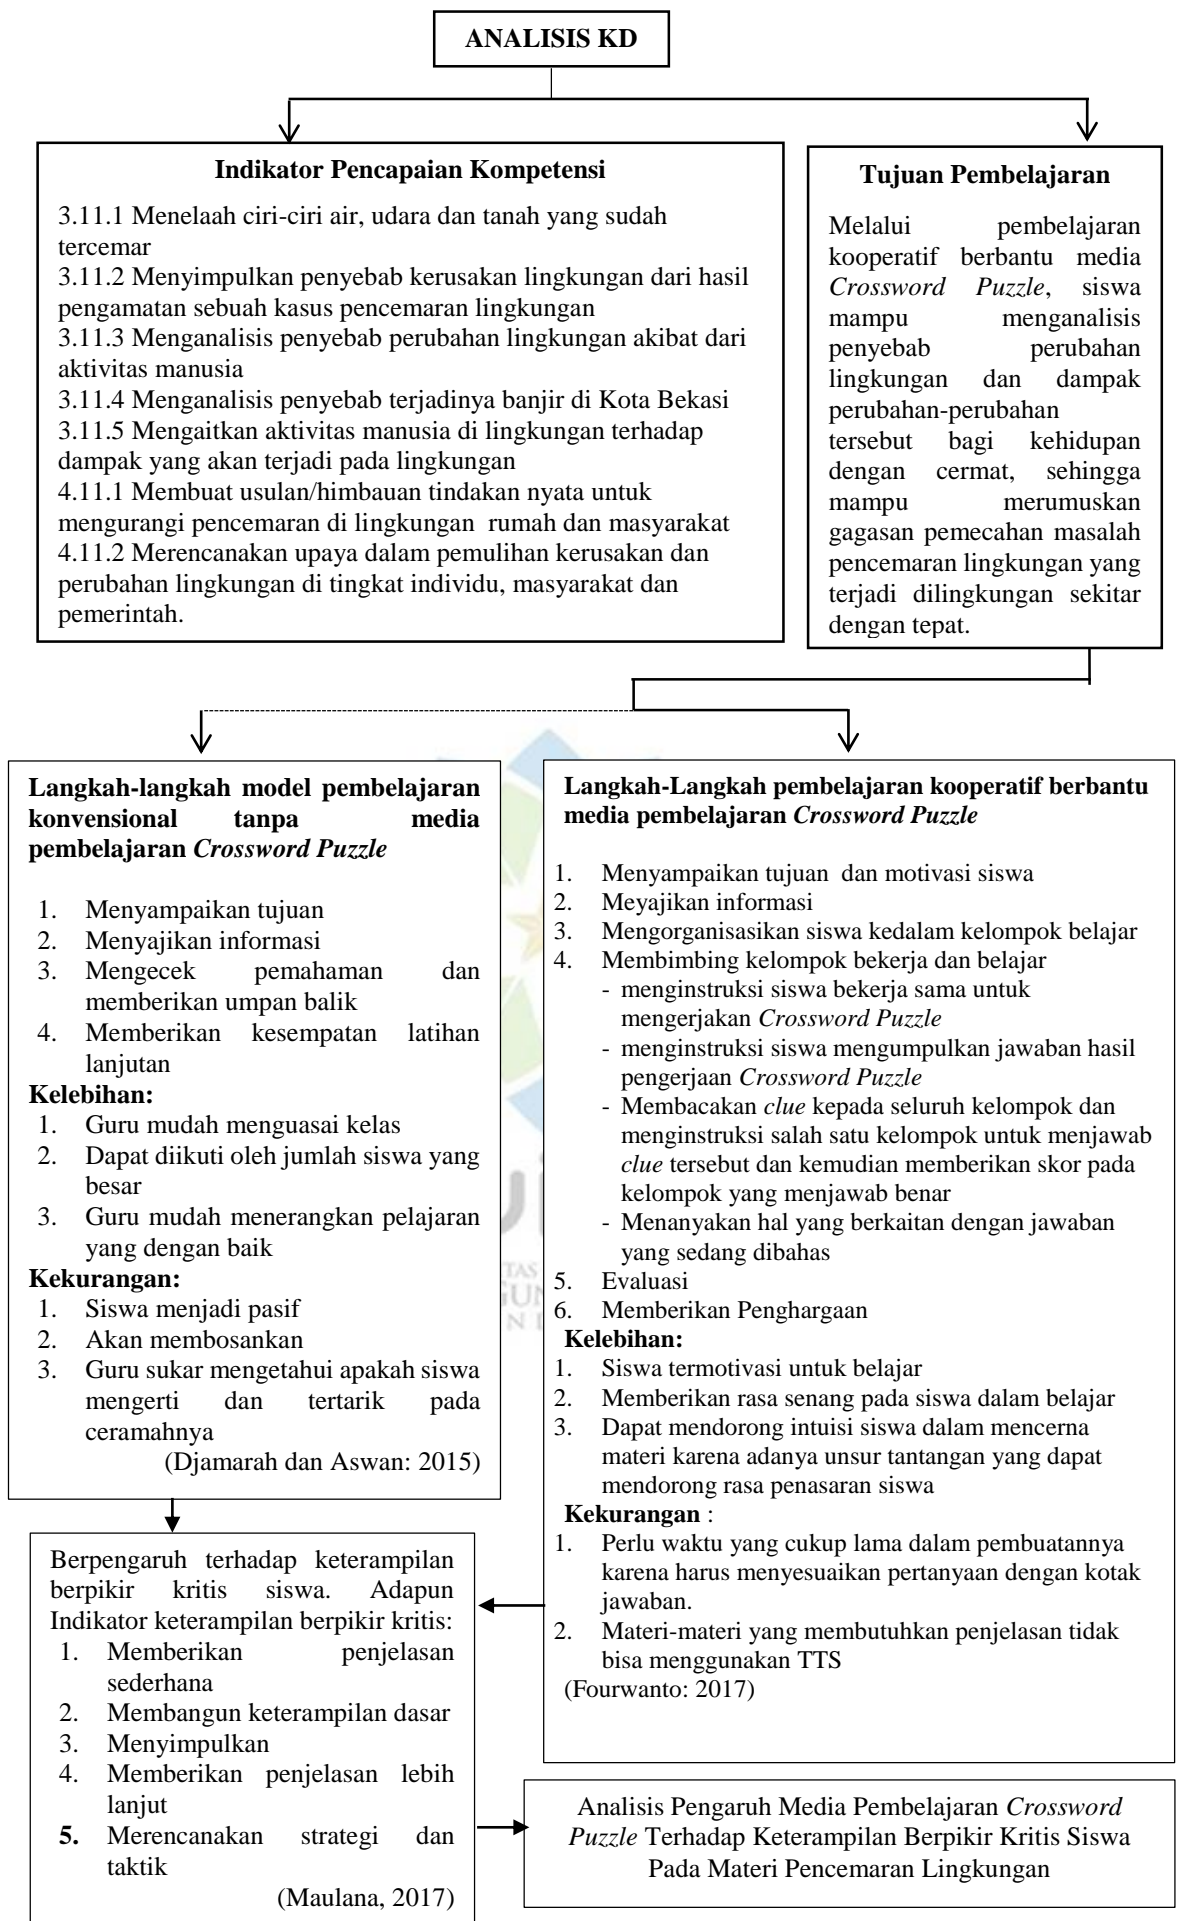 ANALISIS KD
Indikator Pencapaian Kompetensi
3.11.1 Menelaah ciri-ciri air, udara dan tanah yang sudah
tercemar
3.11.2 Menyimpulkan penyebab kerusakan lingkungan dari hasil
pengamatan sebuah kasus pencemaran lingkungan
3.11.3 Menganalisis penyebab perubahan lingkungan akibat dari
aktivitas manusia
3.11.4 Menganalisis penyebab terjadinya banjir di Kota Bekasi
3.11.5 Mengaitkan aktivitas manusia di lingkungan terhadap
dampak yang akan terjadi pada lingkungan
4.11.1 Membuat usulan/himbauan tindakan nyata untuk
mengurangi pencemaran di lingkungan rumah dan masyarakat
4.11.2 Merencanakan upaya dalam pemulihan kerusakan dan
perubahan lingkungan di tingkat individu, masyarakat dan
pemerintah.
Tujuan Pembelajaran
Melalui pembelajaran
kooperatif berbantu media
Crossword Puzzle, siswa
mampu menganalisis
penyebab perubahan
lingkungan dan dampak
perubahan-perubahan
tersebut bagi kehidupan
dengan cermat, sehingga
mampu merumuskan
gagasan pemecahan masalah
pencemaran lingkungan yang
terjadi dilingkungan sekitar
dengan tepat.
Langkah-langkah model pembelajaran
konvensional tanpa media
pembelajaran Crossword Puzzle
1. Menyampaikan tujuan
2. Menyajikan informasi
3. Mengecek pemahaman dan
memberikan umpan balik
4. Memberikan kesempatan latihan
lanjutan
Kelebihan:
1. Guru mudah menguasai kelas
2. Dapat diikuti oleh jumlah siswa yang
besar
3. Guru mudah menerangkan pelajaran
yang dengan baik
Kekurangan:
1. Siswa menjadi pasif
2. Akan membosankan
3. Guru sukar mengetahui apakah siswa
mengerti dan tertarik pada
ceramahnya
(Djamarah dan Aswan: 2015)
Langkah-Langkah pembelajaran kooperatif berbantu
media pembelajaran Crossword Puzzle
1. Menyampaikan tujuan dan motivasi siswa
2. Meyajikan informasi
3. Mengorganisasikan siswa kedalam kelompok belajar
4. Membimbing kelompok bekerja dan belajar
- menginstruksi siswa bekerja sama untuk
mengerjakan Crossword Puzzle
- menginstruksi siswa mengumpulkan jawaban hasil
pengerjaan Crossword Puzzle
- Membacakan clue kepada seluruh kelompok dan
menginstruksi salah satu kelompok untuk menjawab
clue tersebut dan kemudian memberikan skor pada
kelompok yang menjawab benar
- Menanyakan hal yang berkaitan dengan jawaban
yang sedang dibahas
5. Evaluasi
6. Memberikan Penghargaan
Kelebihan:
1. Siswa termotivasi untuk belajar
2. Memberikan rasa senang pada siswa dalam belajar
3. Dapat mendorong intuisi siswa dalam mencerna
materi karena adanya unsur tantangan yang dapat
mendorong rasa penasaran siswa
Kekurangan :
1. Perlu waktu yang cukup lama dalam pembuatannya
karena harus menyesuaikan pertanyaan dengan kotak
jawaban.
2. Materi-materi yang membutuhkan penjelasan tidak
bisa menggunakan TTS
(Fourwanto: 2017)
Berpengaruh terhadap keterampilan
berpikir kritis siswa. Adapun
Indikator keterampilan berpikir kritis:
1. Memberikan penjelasan
sederhana
2. Membangun keterampilan dasar
3. Menyimpulkan
4. Memberikan penjelasan lebih
lanjut
5. Merencanakan strategi dan
taktik
(Maulana, 2017)
Analisis Pengaruh Media Pembelajaran Crossword
Puzzle Terhadap Keterampilan Berpikir Kritis Siswa
Pada Materi Pencemaran Lingkungan